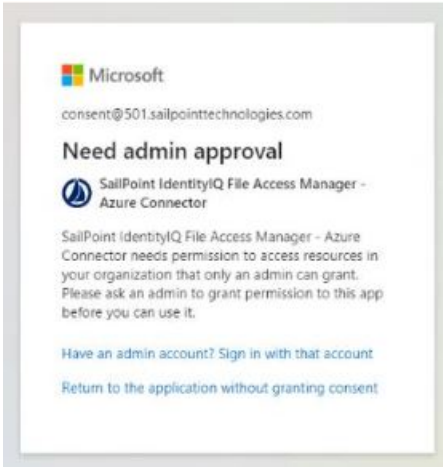 Microsoft
consent@501.sailpointtechnologies.com
Need admin approval
SailPoint IdentityIQ File Access Manager -
Azure Connector
SailPoint IdentityIQ File Access Manager - Azure
Connector needs permission to access resources in
your organization that only an admin can grant.
Please ask an admin to grant permission to this app
before you can use it.
Have an admin account? Sign in with that account
Return to the application without granting consent